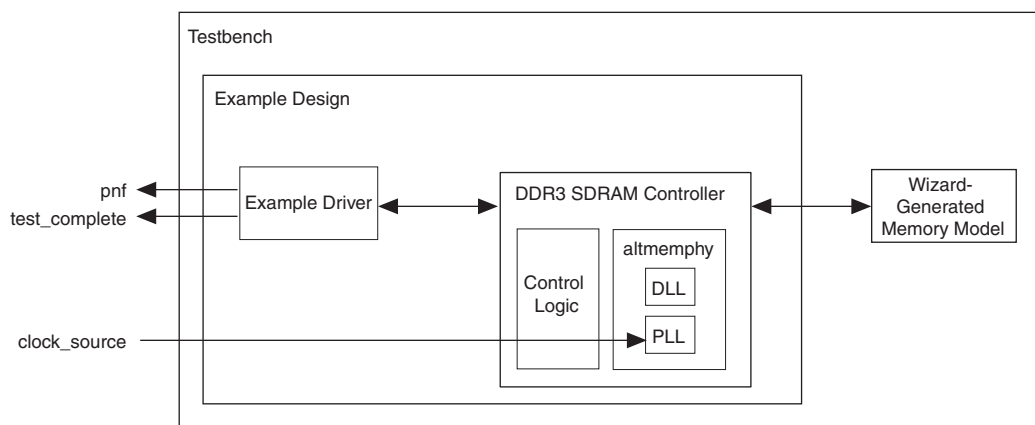 Testbench
Example Design
pnf
test_complete
Example Driver
DDR3 SDRAM Controller
Wizard-
Generated
Memory Model
altmemphy
Control
Logic
DLL
PLL
clock_source